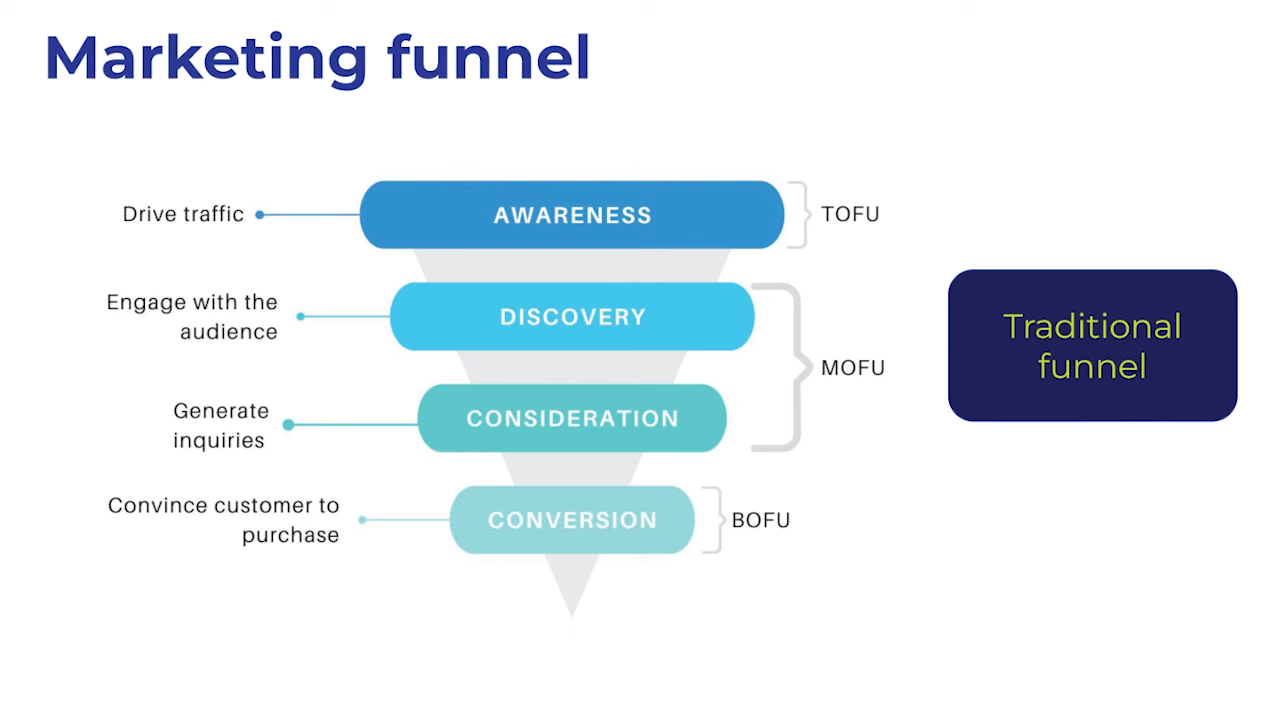 Marketing funnel
Drive traffic
AWARENESS
TOFU
Engage with the
audience
DISCOVERY
MOFU
Generate
inquiries
CONSIDERATION
Convince customer to
purchase
CONVERSION
BOFU
Traditional
funnel